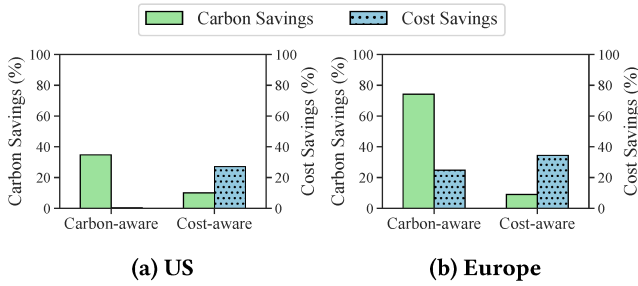 Carbon Savings Cost Savings
100 100 100 100
80 80 80 80
60 60 60 60
40 40 40 40
20 20 20 20
0 0 0 0
Carbon Savings (%)
Cost Savings (%)
Carbon Savings (%)
Cost Savings (%)
Carbon-aware Cost-aware Carbon-aware Cost-aware
(a) US (b) Europe